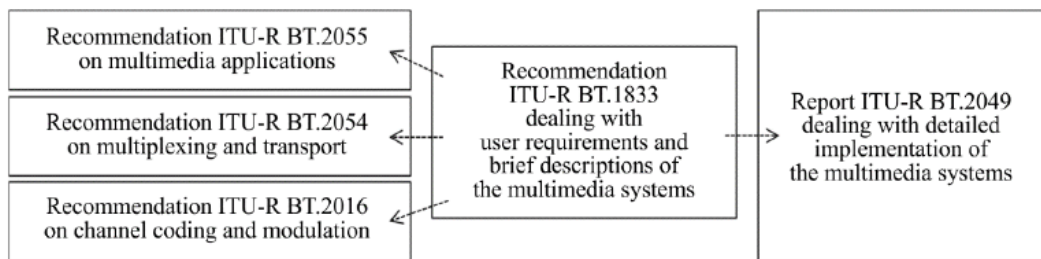 Recommendation ITU-R BT.2055
on multimedia applications
Recommendation ITU-R BT.2054
on multiplexing and transport
Recommendation ITU-R BT.2016
on channel coding and modulation
Recommendation
ITU-R BT.1833
dealing with
user requirements and
brief descriptions of
the multimedia systems
Report ITU-R BT.2049
dealing with detailed
implementation of
the multimedia systems